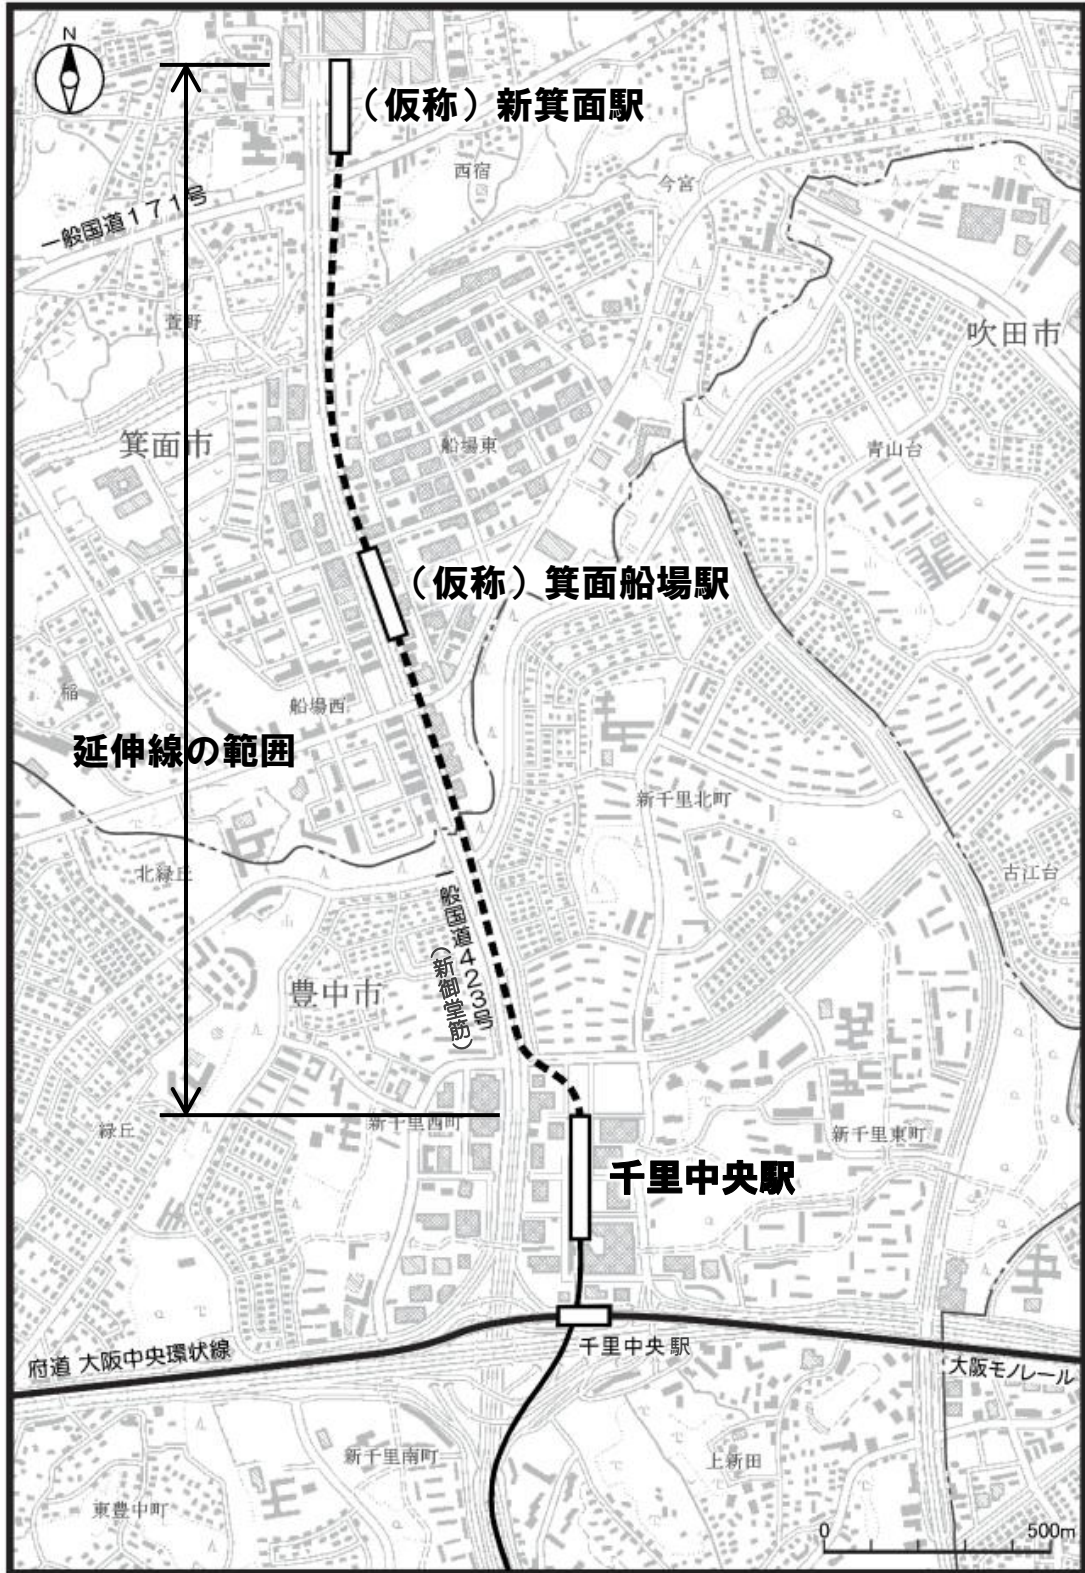 N
（仮称）新箕面駅
西宿
今宮
一般国道171号
吹田市
萱野
箕面市
船場東
青山台
（仮称）箕面船場駅
稲
船場西
延伸線の範囲
新千里北町
北緑丘
古江台
一般国道423号
（新御堂筋）
豊中市
緑丘
新千里西町
新千里東町
千里中央駅
千里中央駅
府道 大阪中央環状線
大阪モノレール
新千里南町
上新田
東豊中町
0
500m